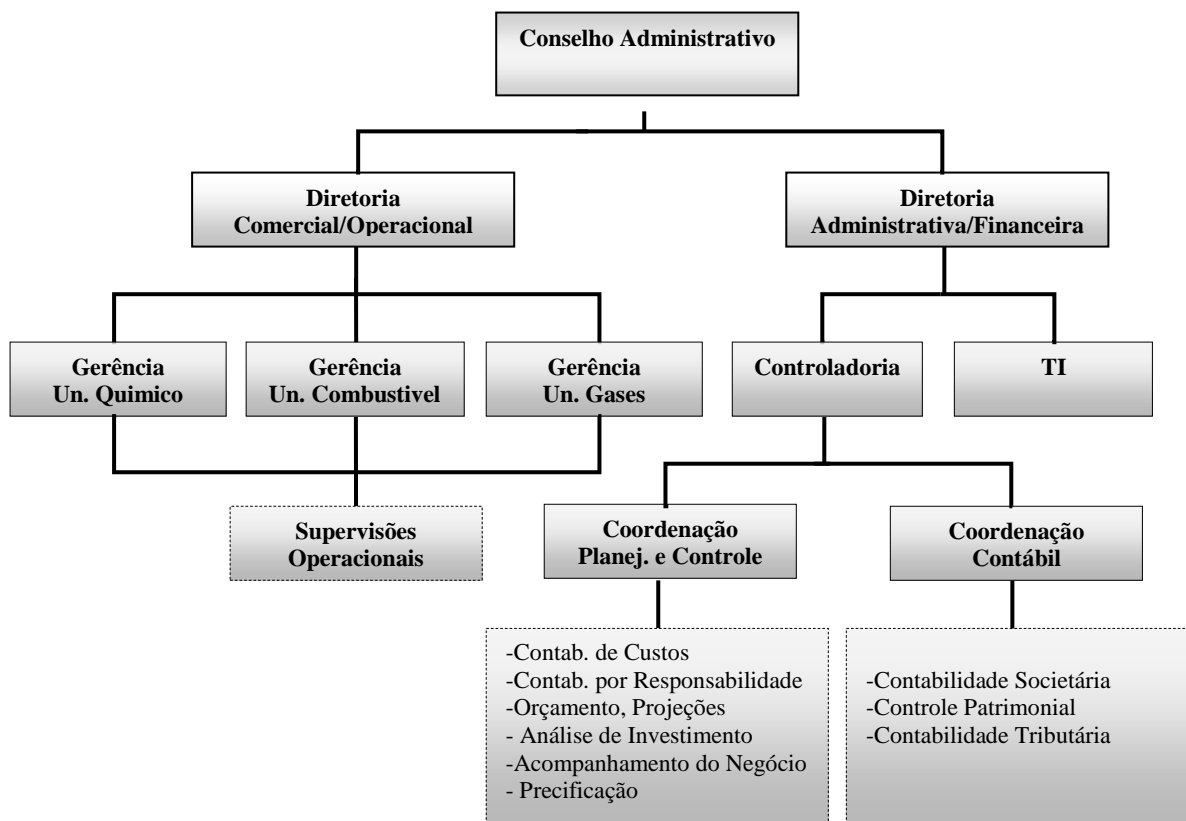 Conselho Administrativo
Diretoria
Comercial/Operacional
Diretoria
Administrativa/Financeira
Gerência
Un. Quimico
Gerência
Un. Combustivel
Gerência
Un. Gases
Controladoria
TI
Supervisões
Operacionais
Coordenação
Planej. e Controle
Coordenação
Contábil
-Contab. de Custos
-Contab. por Responsabilidade
-Orçamento, Projeções
- Análise de Investimento
-Acompanhamento do Negócio
- Precificação
-Contabilidade Societária
-Controle Patrimonial
-Contabilidade Tributária